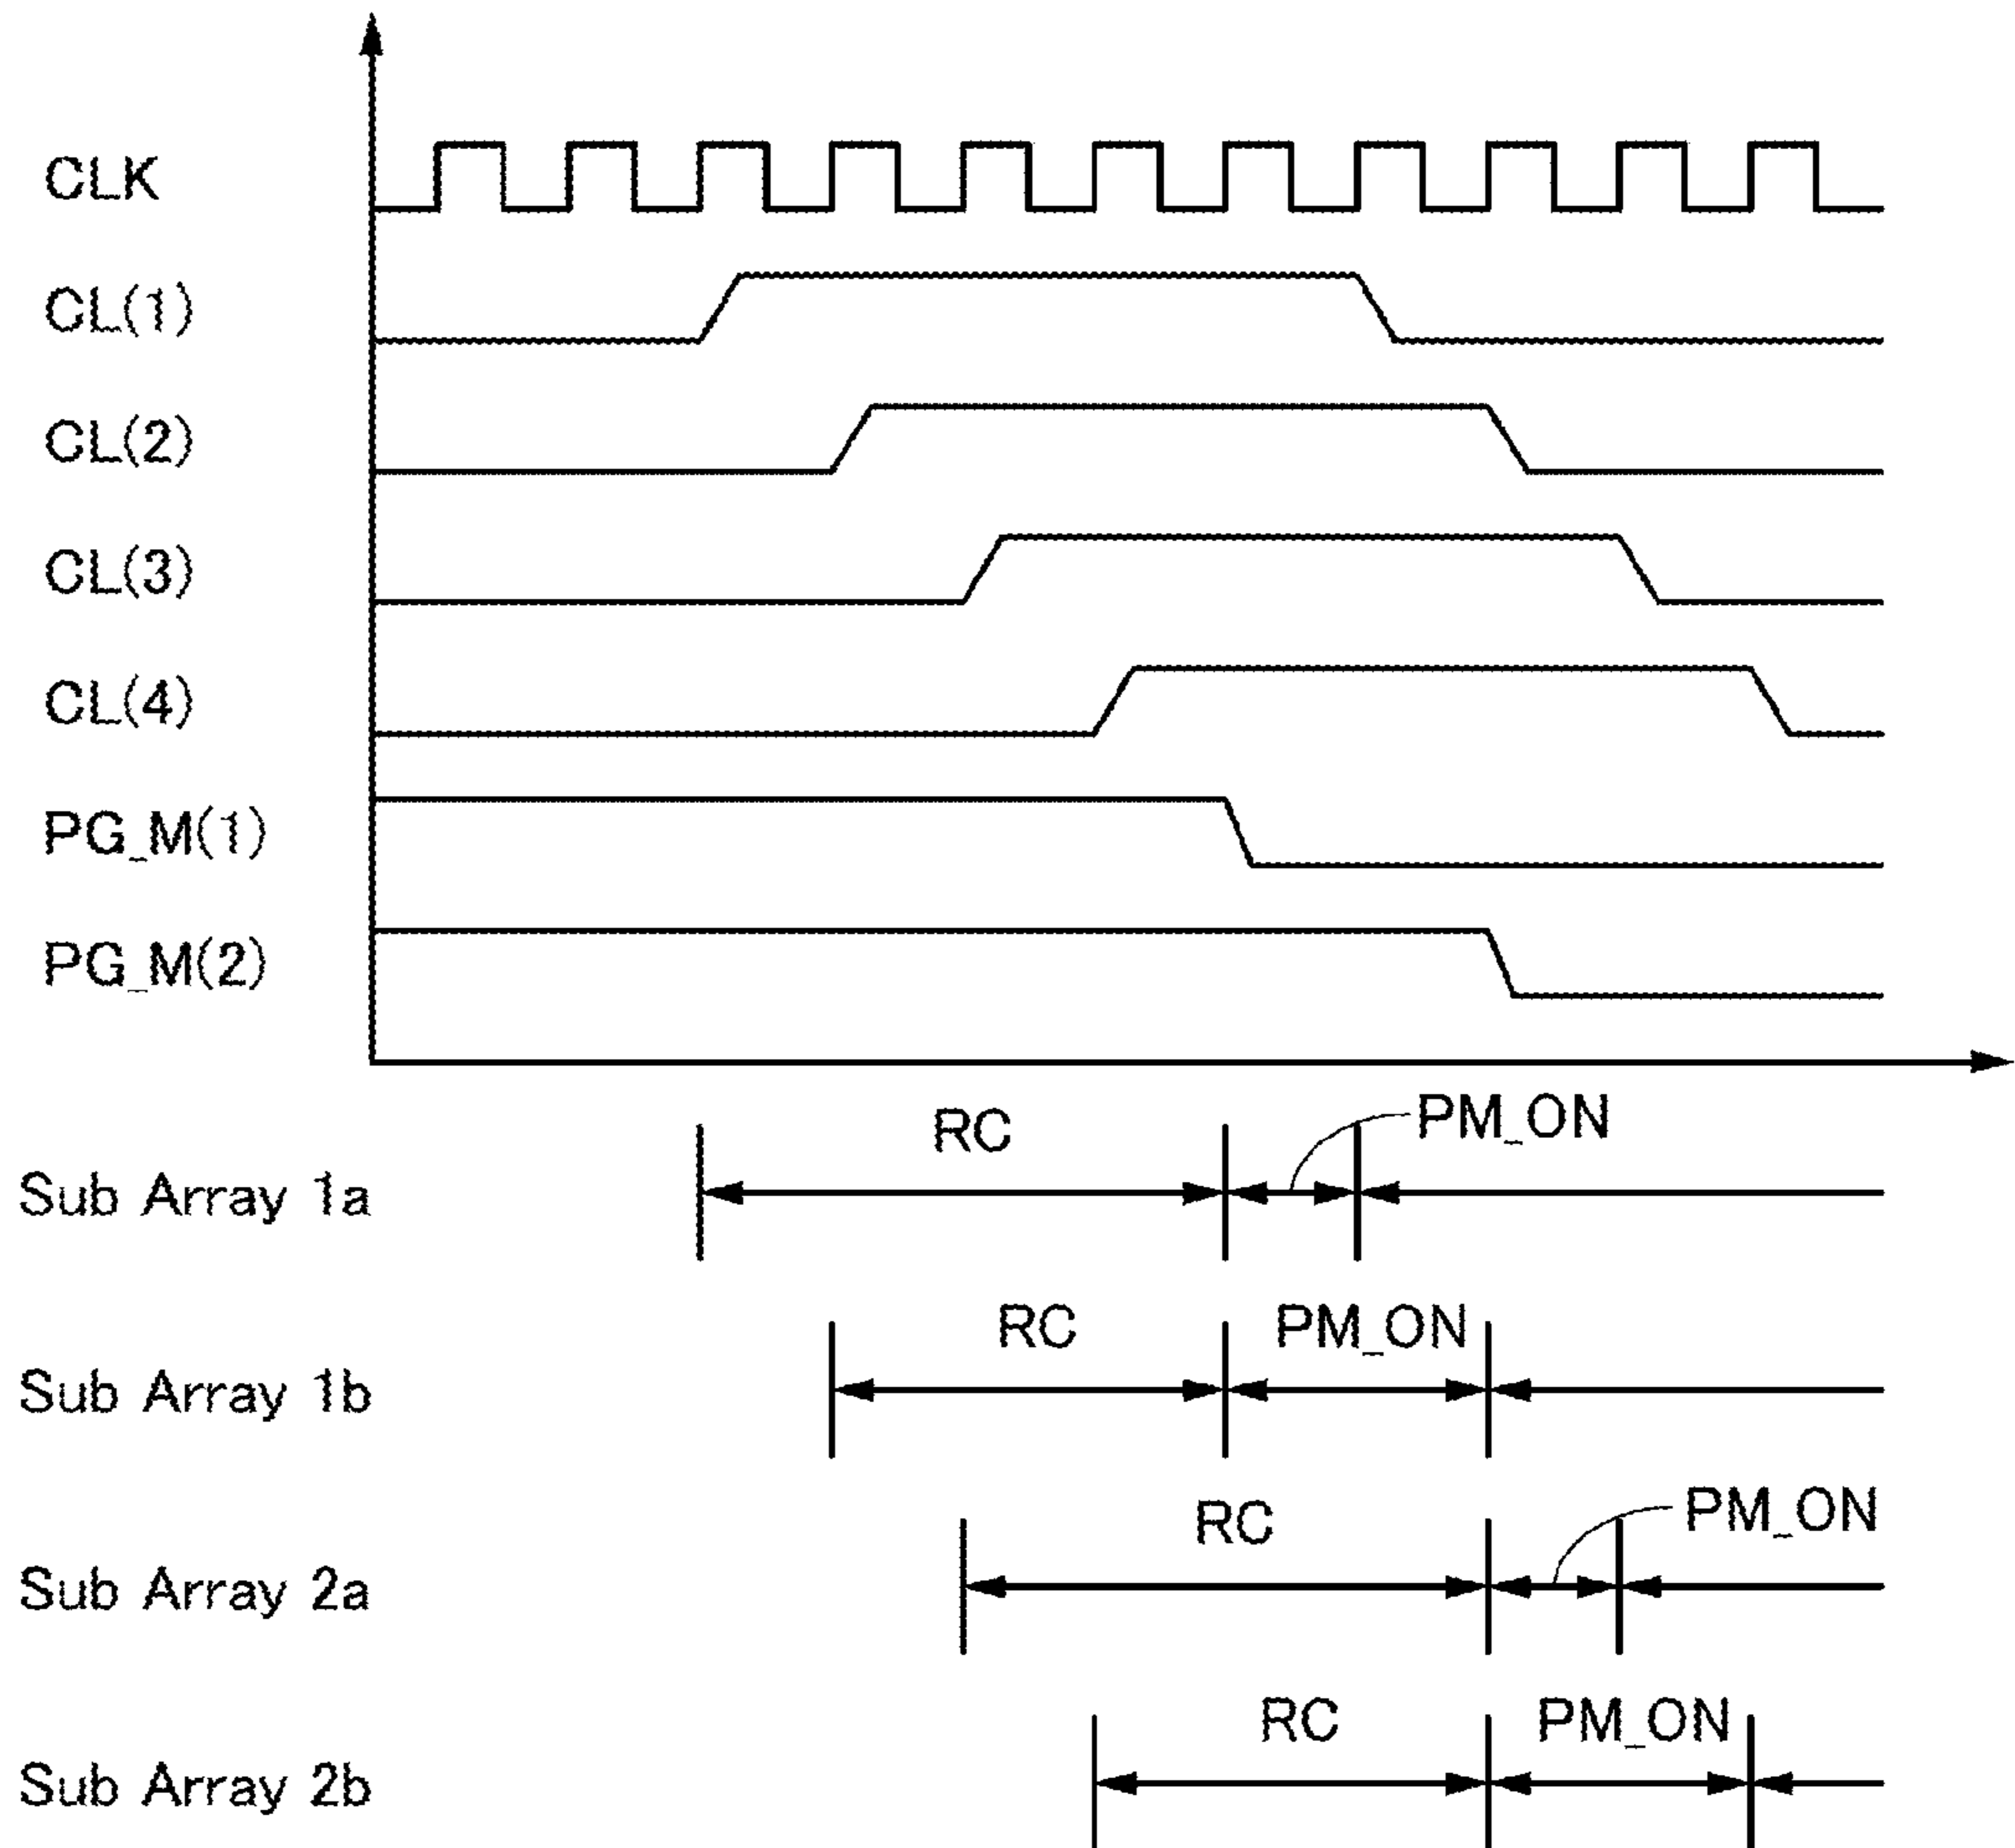 CLK
CL(1)
CL(2)
CL(3)
CL(4)
PG_M(1)
PG_M(2)
RC
PM_ON
Sub Array 1a
RC
PM_ON
Sub Array 1b
RC
PM_ON
Sub Array 2a
RC
PM_ON
Sub Array 2b